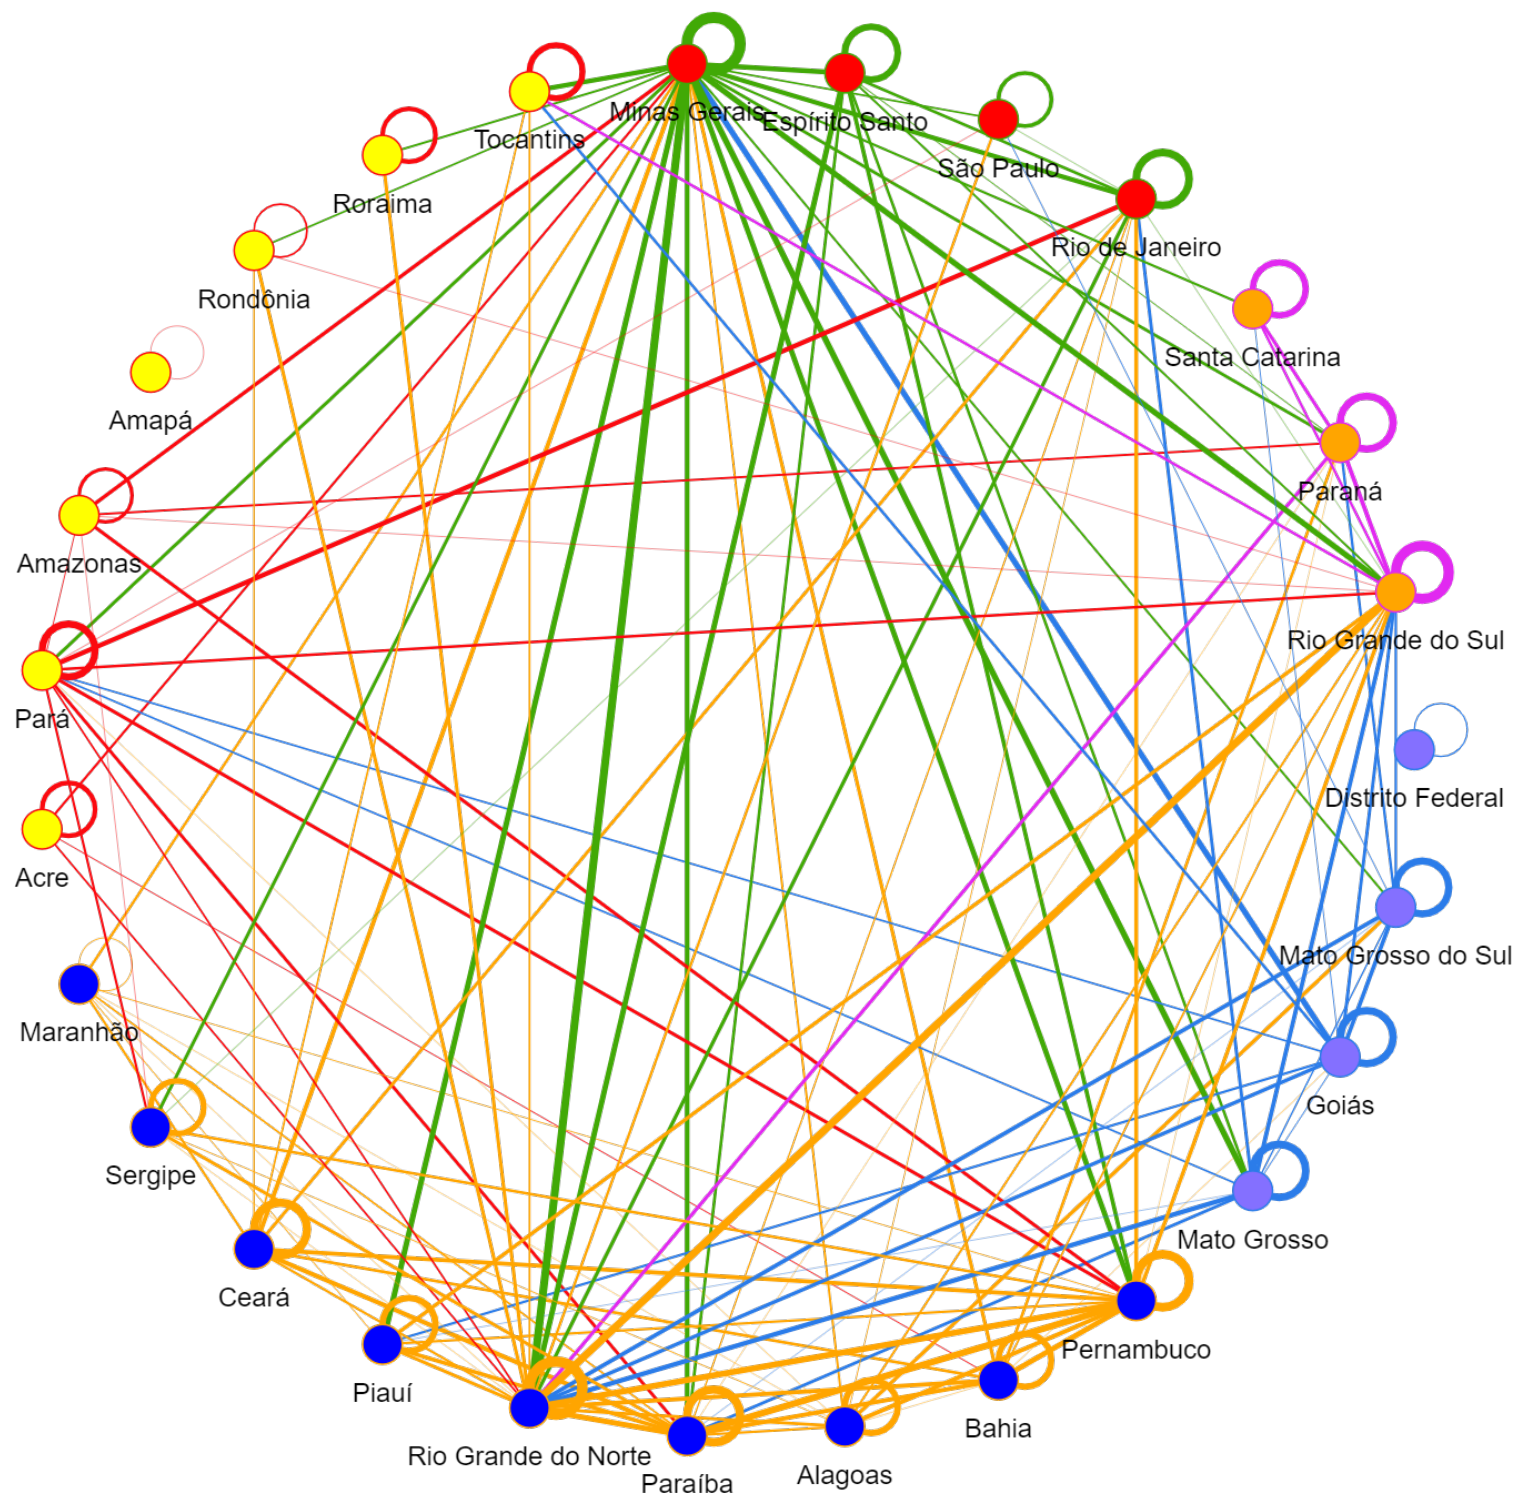 Minas Gerais
Espírito Santo
Tocantins
São Paulo
Roraima
Rio de Janeiro
Rondônia
Santa Catarina
Amapá
Paraná
Amazonas
Rio Grande do Sul
Pará
Distrito Federal
Acre
Mato Grosso do Sul
Maranhão
Goiás
Sergipe
Mato Grosso
Ceará
Pernambuco
Piauí
Bahia
Rio Grande do Norte
Alagoas
Paraíba